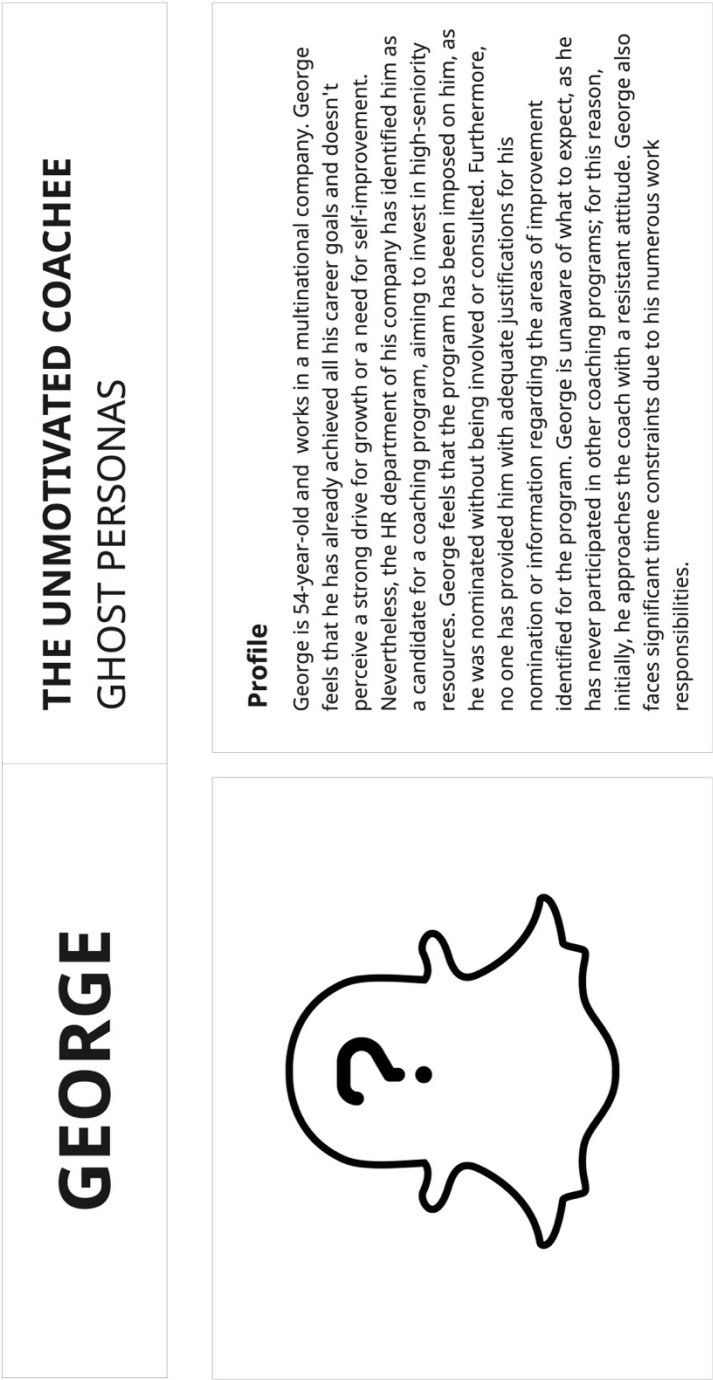 GEORGE
THE UNMOTIVATED COACHEE
GHOST PERSONAS
?
Profile
George is 54-year-old and  works in a multinational company. George
feels that he has already achieved all his career goals and doesn't
perceive a strong drive for growth or a need for self-improvement.
Nevertheless, the HR department of his company has identified him as
a candidate for a coaching program, aiming to invest in high-seniority
resources. George feels that the program has been imposed on him, as
he was nominated without being involved or consulted. Furthermore,
no one has provided him with adequate justifications for his
nomination or information regarding the areas of improvement
identified for the program. George is unaware of what to expect, as he
has never participated in other coaching programs; for this reason,
initially, he approaches the coach with a resistant attitude. George also
faces significant time constraints due to his numerous work
responsibilities.